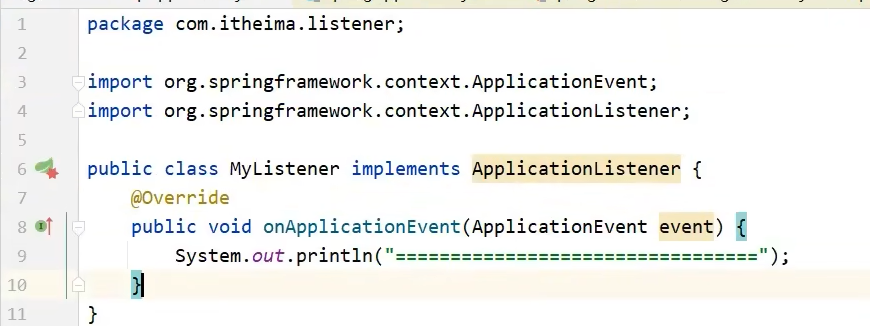 1 package com.itheima.listener;
2
3 import org.springframework.context.ApplicationEvent;
4 import org.springframework.context.ApplicationListener;
5
6 public class MyListener implements ApplicationListener {
7 @Override
8 public void onApplicationEvent(ApplicationEvent event) {
9 System.out.println("=================================");
10 }
11 }